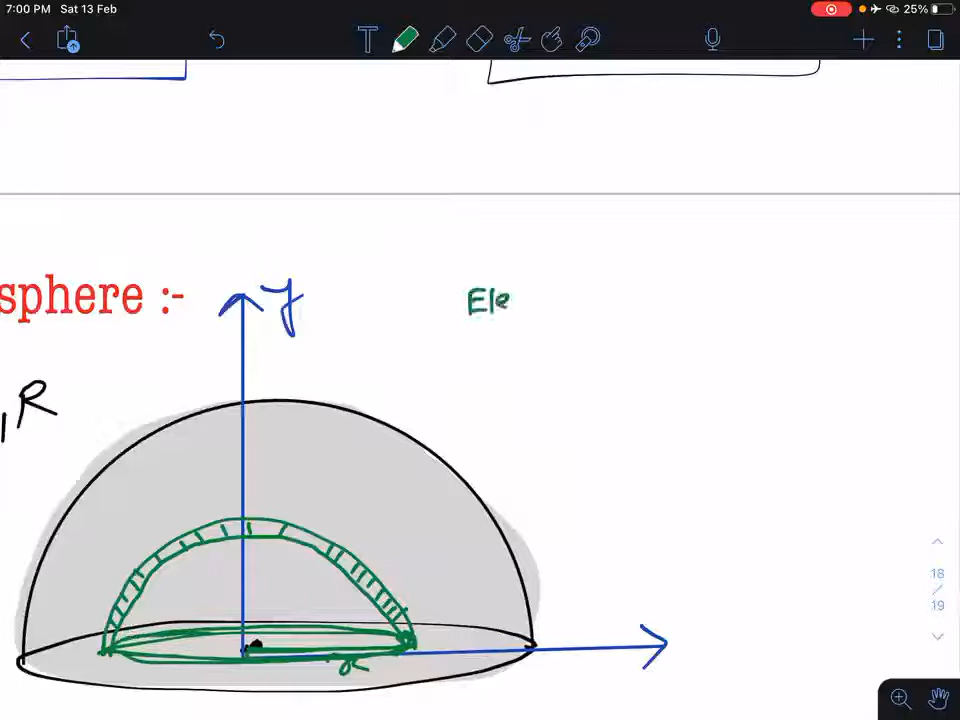 7:00 PM Sat 13 Feb
25%
T
sphere :-
y
Ele
, R
x
18
/
19